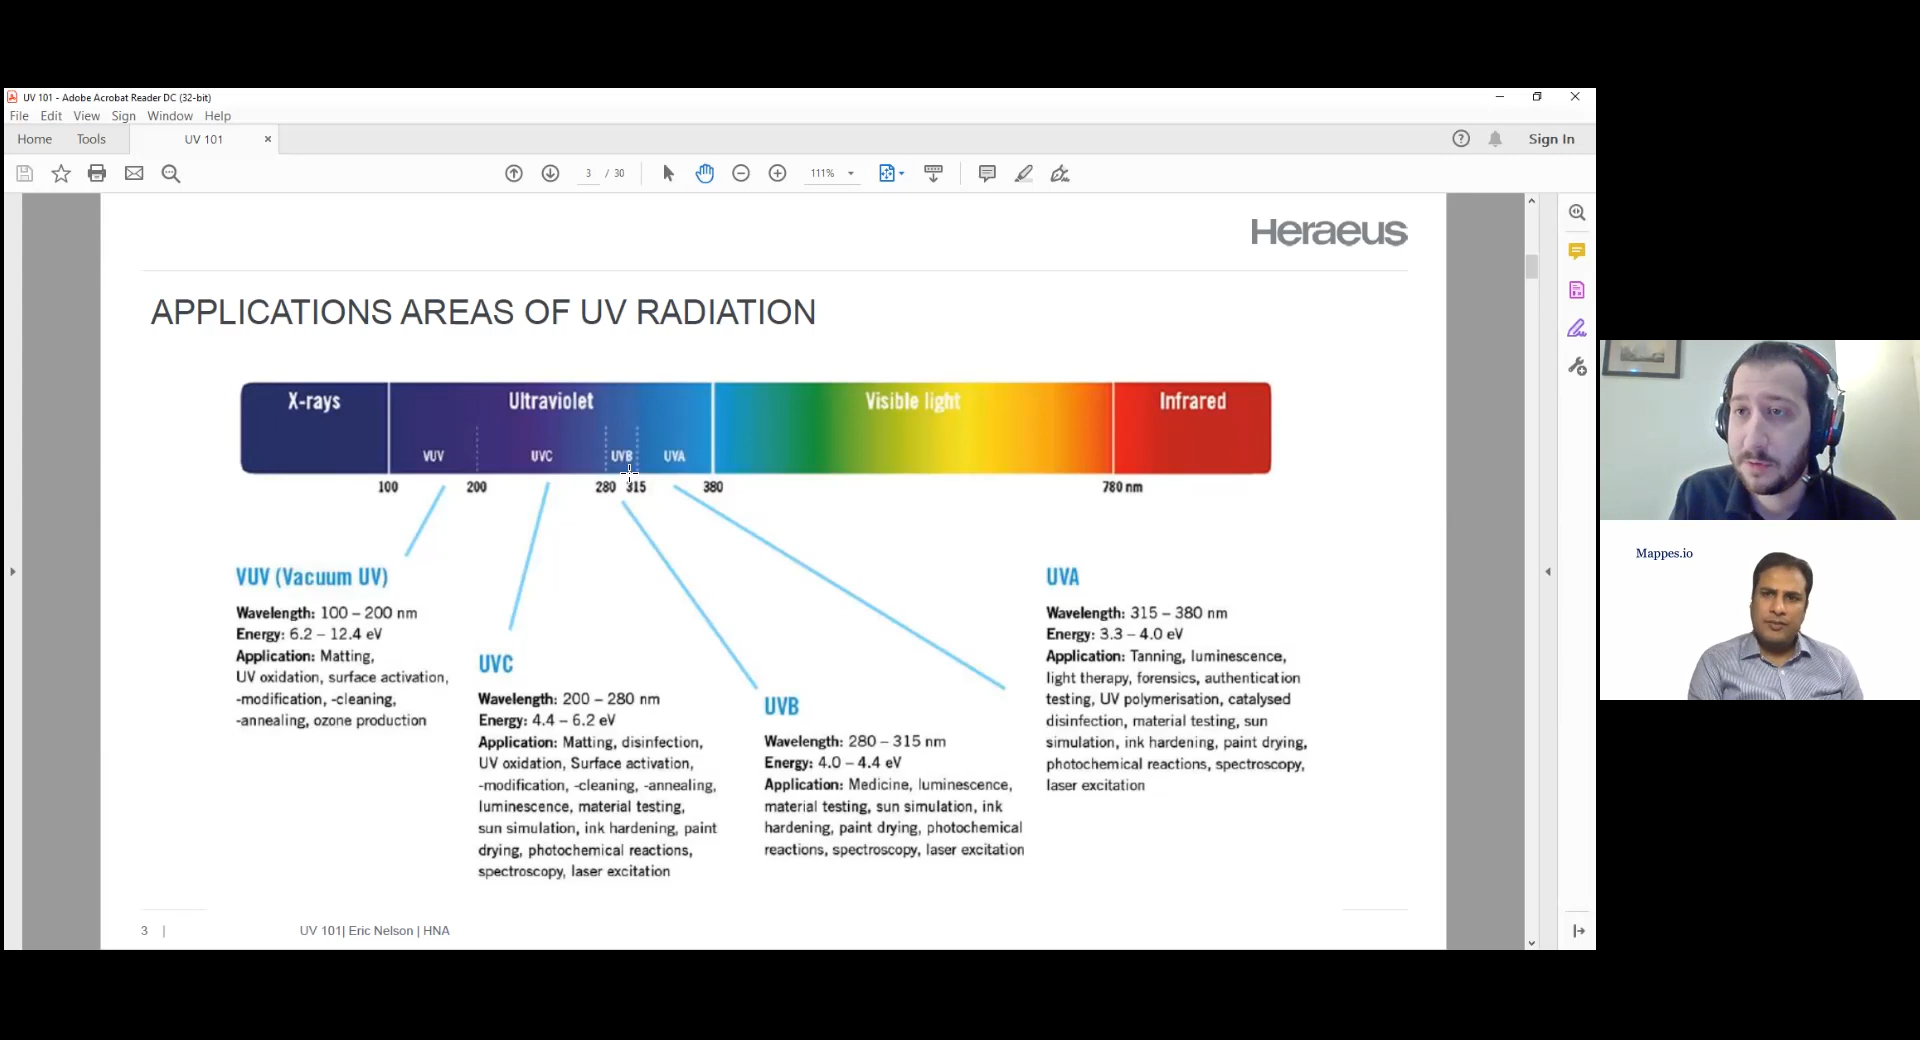 UV 101 - Adobe Acrobat Reader DC (32-bit)
File Edit View Sign Window Help
Home Tools UV 101 Sign In
3 / 30 111%
Heraeus
APPLICATIONS AREAS OF UV RADIATION
X-rays Ultraviolet Visible light Infrared
VUV UVC UVB UVA
100 200 280 315 380 780 nm
VUV (Vacuum UV)
Wavelength: 100 – 200 nm
Energy: 6.2 – 12.4 eV
Application: Matting,
UV oxidation, surface activation,
-modification, -cleaning,
-annealing, ozone production
UVC
Wavelength: 200 – 280 nm
Energy: 4.4 – 6.2 eV
Application: Matting, disinfection,
UV oxidation, Surface activation,
-modification, -cleaning, -annealing,
luminescence, material testing,
sun simulation, ink hardening, paint
drying, photochemical reactions,
spectroscopy, laser excitation
UVB
Wavelength: 280 – 315 nm
Energy: 4.0 – 4.4 eV
Application: Medicine, luminescence,
material testing, sun simulation, ink
hardening, paint drying, photochemical
reactions, spectroscopy, laser excitation
UVA
Wavelength: 315 – 380 nm
Energy: 3.3 – 4.0 eV
Application: Tanning, luminescence,
light therapy, forensics, authentication
testing, UV polymerisation, catalysed
disinfection, material testing, sun
simulation, ink hardening, paint drying,
photochemical reactions, spectroscopy,
laser excitation
3 | UV 101| Eric Nelson | HNA
Mappes.io